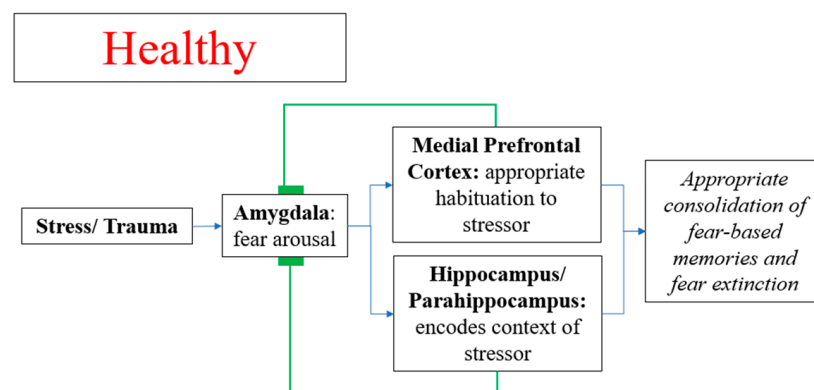 Healthy
Stress/ Trauma
Amygdala:
fear arousal
Medial Prefrontal
Cortex: appropriate
habituation to
stressor
Hippocampus/
Parahippocampus:
encodes context of
stressor
Appropriate
consolidation of
fear-based
memories and
fear extinction